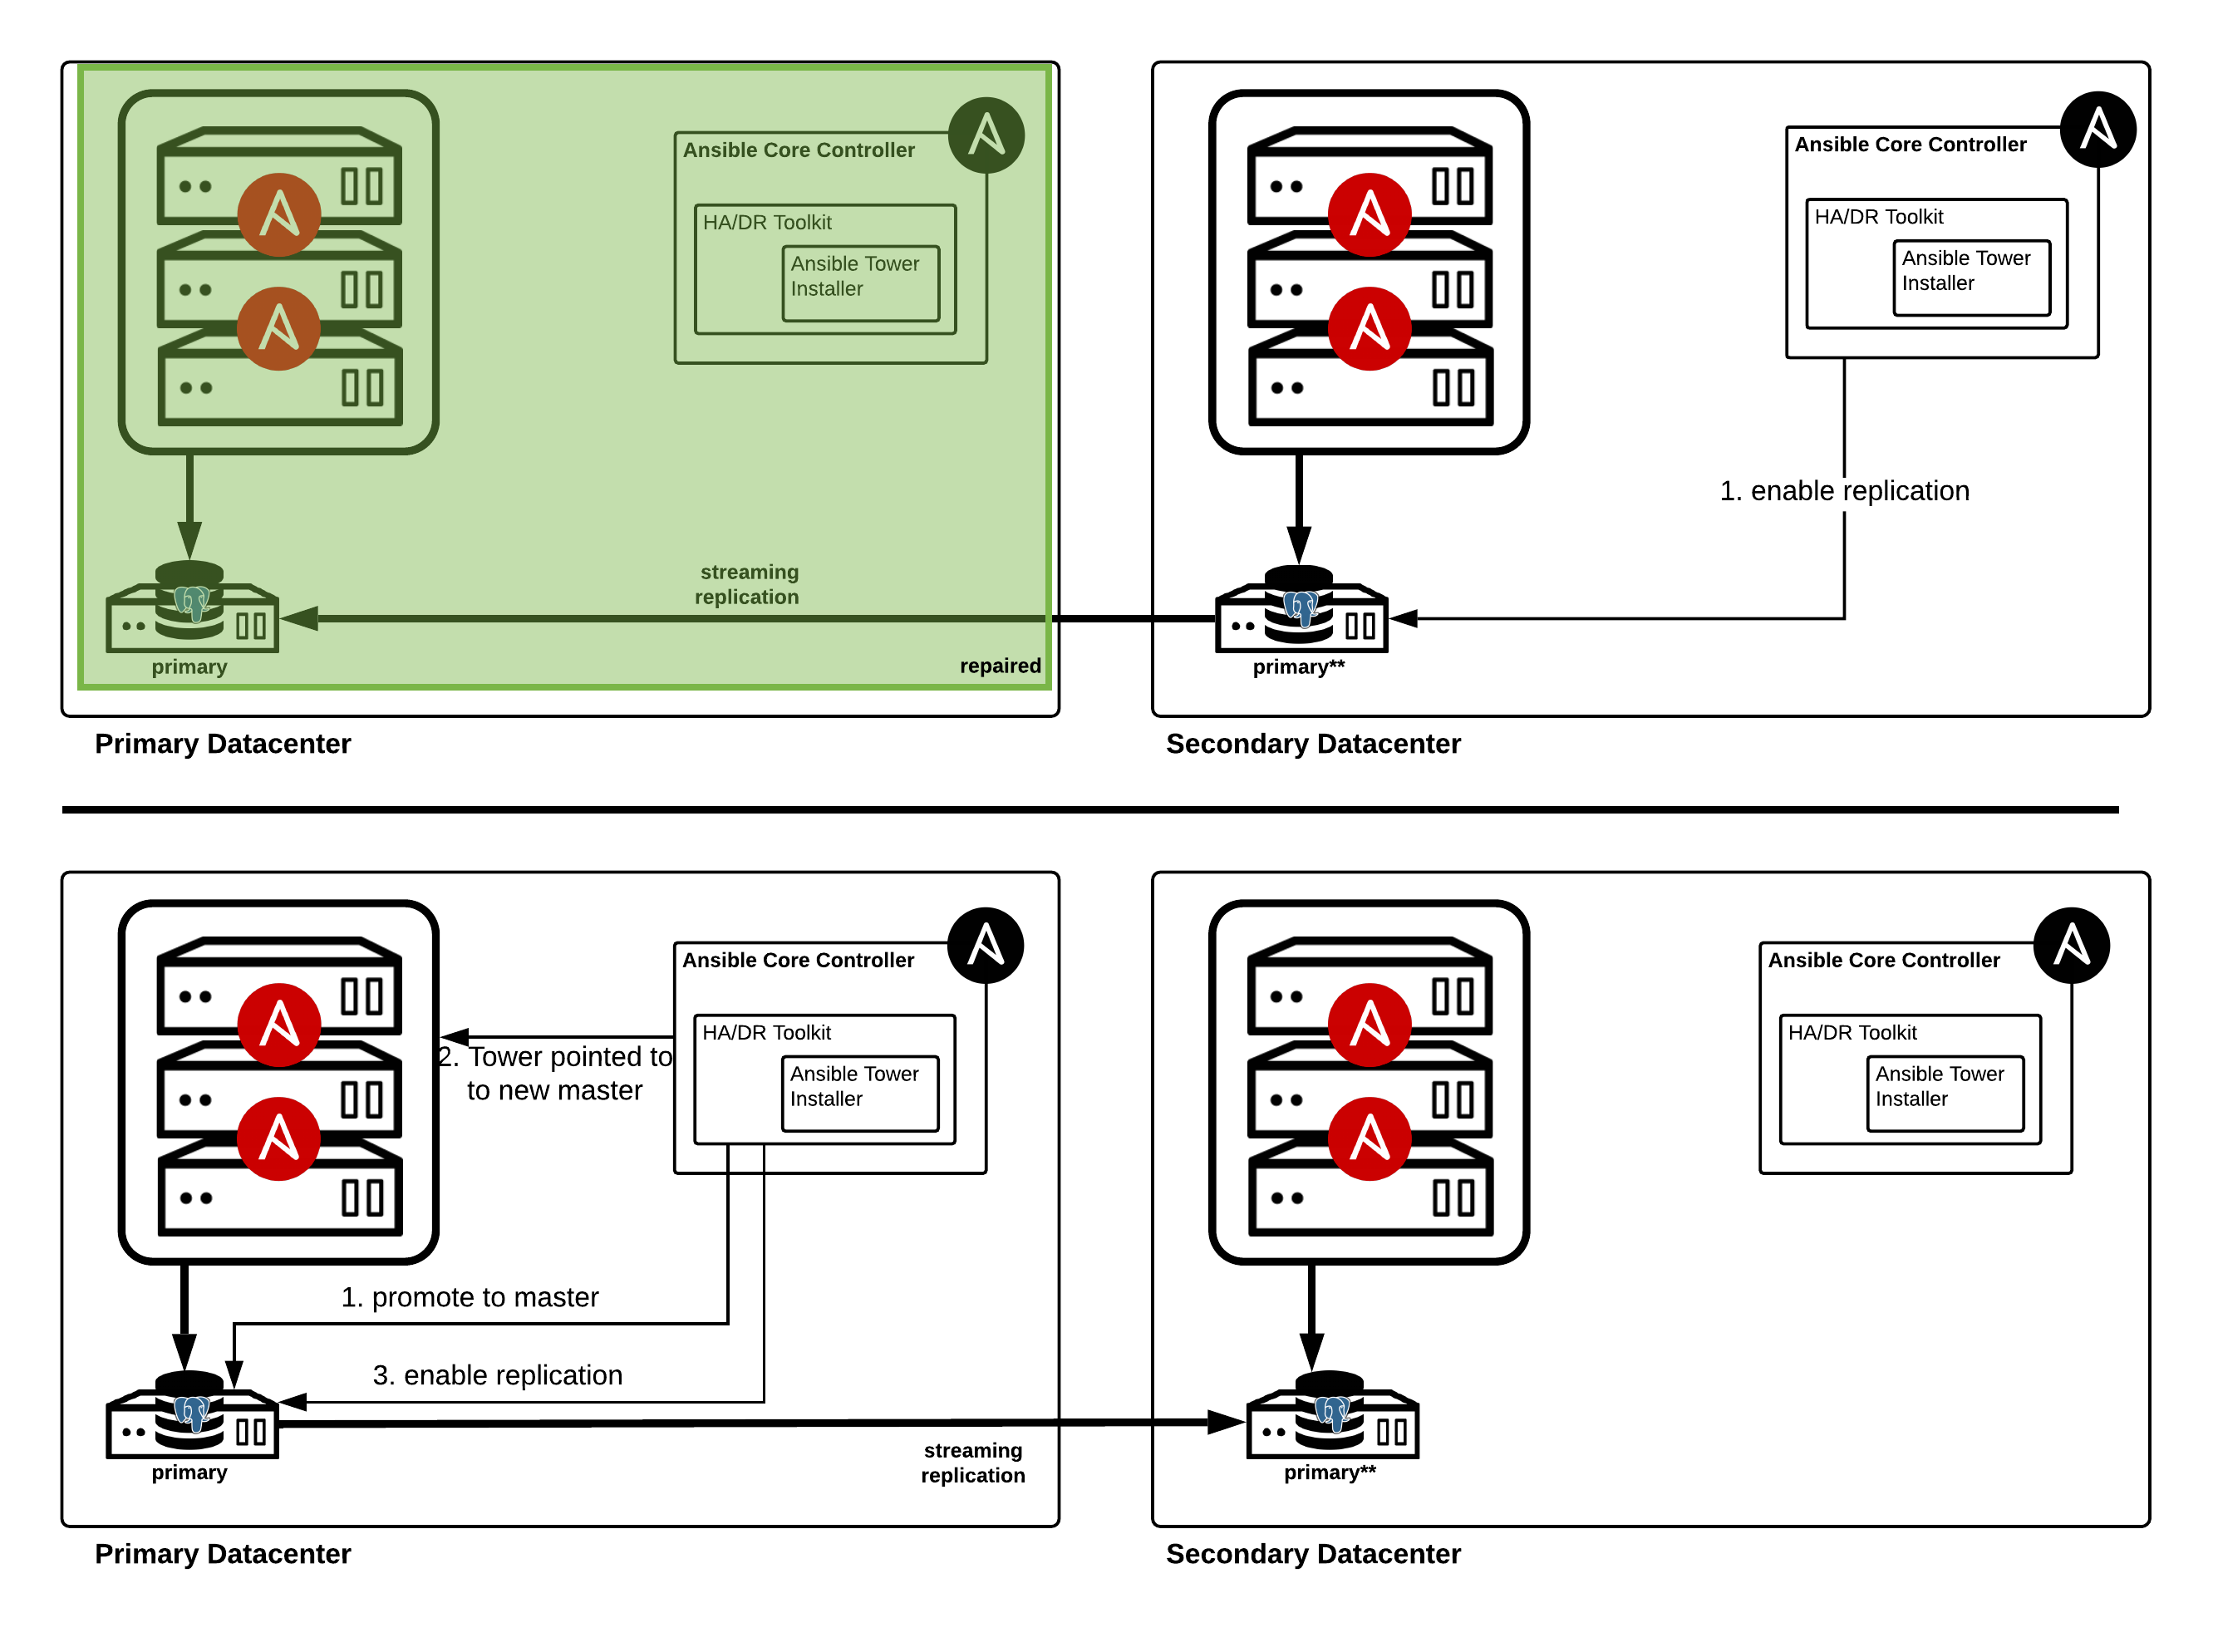 Ansible Core Controller
HA/DR Toolkit
Ansible Tower
Installer
streaming
replication
primary
repaired
Primary Datacenter
Ansible Core Controller
HA/DR Toolkit
Ansible Tower
Installer
1. enable replication
primary**
Secondary Datacenter
Ansible Core Controller
HA/DR Toolkit
Ansible Tower
Installer
2. Tower pointed to
to new master
1. promote to master
3. enable replication
streaming
replication
primary
Primary Datacenter
Ansible Core Controller
HA/DR Toolkit
Ansible Tower
Installer
primary**
Secondary Datacenter